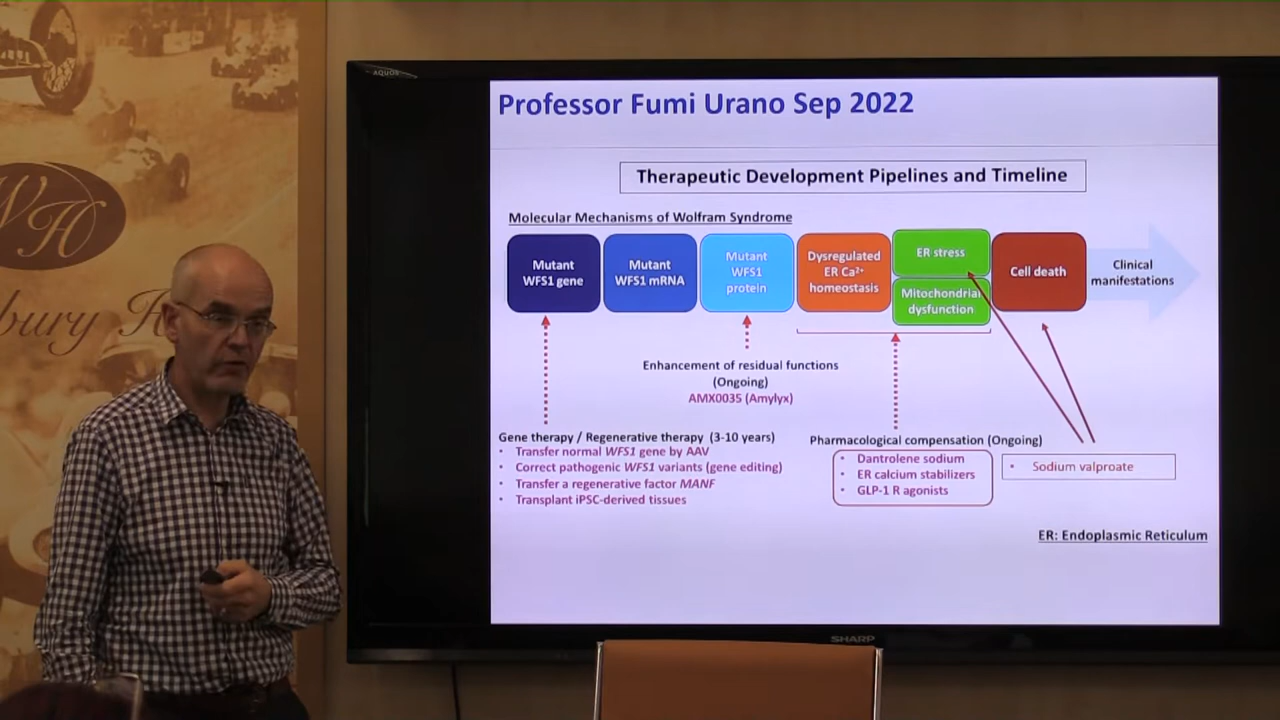 AQUOS
Professor Fumi Urano Sep 2022
Therapeutic Development Pipelines and Timeline
Molecular Mechanisms of Wolfram Syndrome
Mutant
WFS1 gene
Mutant
WFS1 mRNA
Mutant
WFS1
protein
Dysregulated
ER Ca²⁺
homeostasis
ER stress
Mitochondrial
dysfunction
Cell death
Clinical
manifestations
Enhancement of residual functions
(Ongoing)
AMX0035 (Amylyx)
Gene therapy / Regenerative therapy (3-10 years)
• Transfer normal WFS1 gene by AAV
• Correct pathogenic WFS1 variants (gene editing)
• Transfer a regenerative factor MANF
• Transplant iPSC-derived tissues
Pharmacological compensation (Ongoing)
• Dantrolene sodium
• ER calcium stabilizers
• GLP-1 R agonists
• Sodium valproate
ER: Endoplasmic Reticulum
SHARP
WH
bury H